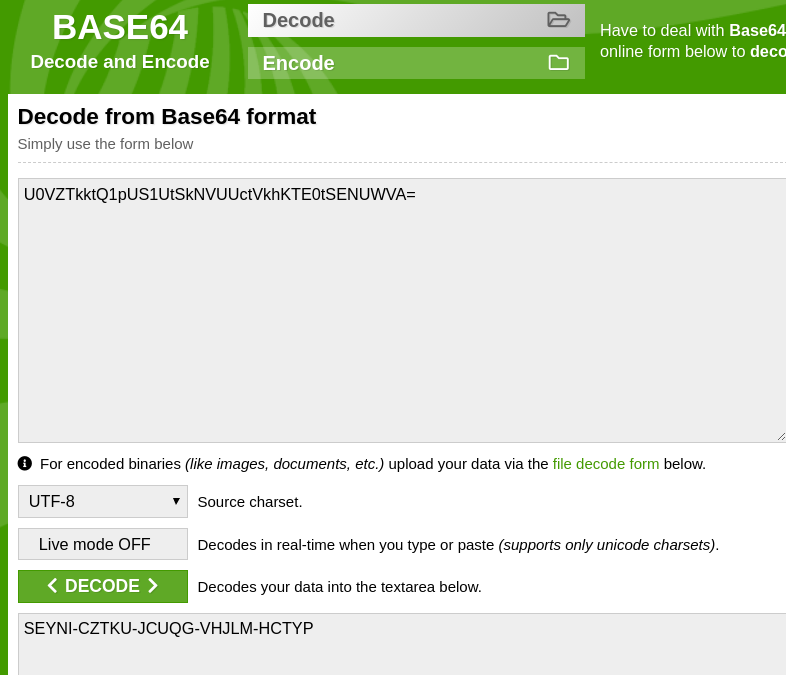 BASE64
Decode and Encode
Decode
Encode
Have to deal with Base64
online form below to deco
Decode from Base64 format
Simply use the form below
U0VZTkktQ1pUS1UtSkNVUUctVkhKTE0tSENUWVA=
For encoded binaries (like images, documents, etc.) upload your data via the file decode form below.
UTF-8 Source charset.
Live mode OFF Decodes in real-time when you type or paste (supports only unicode charsets).
DECODE Decodes your data into the textarea below.
SEYNI-CZTKU-JCUQG-VHJLM-HCTYP